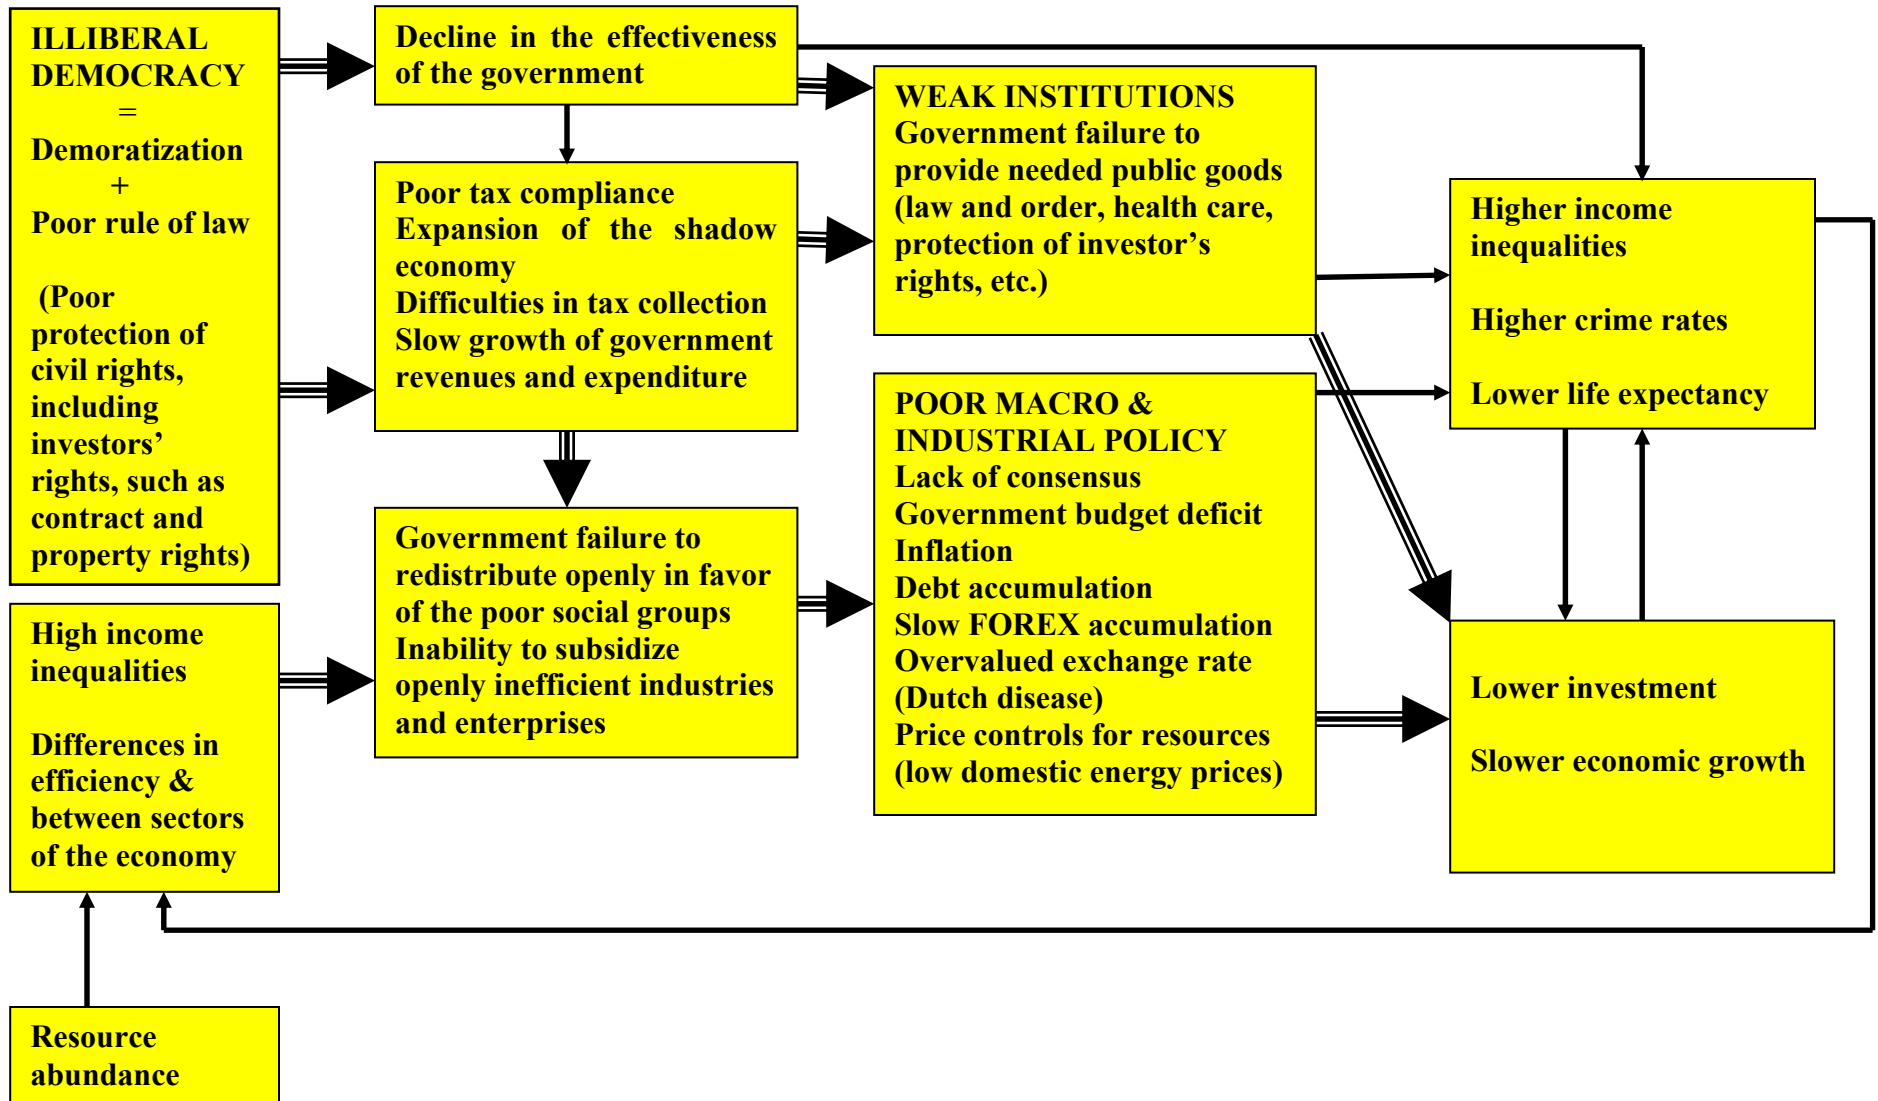 ILLIBERAL
DEMOCRACY
=
Demoratization
+
Poor rule of law
(Poor
protection of
civil rights,
including
investors’
rights, such as
contract and
property rights)
High income
inequalities
Differences in
efficiency &
between sectors
of the economy
Resource
abundance
Decline in the effectiveness
of the government
Poor tax compliance
Expansion of the shadow
economy
Difficulties in tax collection
Slow growth of government
revenues and expenditure
Government failure to
redistribute openly in favor
of the poor social groups
Inability to subsidize
openly inefficient industries
and enterprises
WEAK INSTITUTIONS
Government failure to
provide needed public goods
(law and order, health care,
protection of investor’s
rights, etc.)
POOR MACRO &
INDUSTRIAL POLICY
Lack of consensus
Government budget deficit
Inflation
Debt accumulation
Slow FOREX accumulation
Overvalued exchange rate
(Dutch disease)
Price controls for resources
(low domestic energy prices)
Higher income
inequalities
Higher crime rates
Lower life expectancy
Lower investment
Slower economic growth